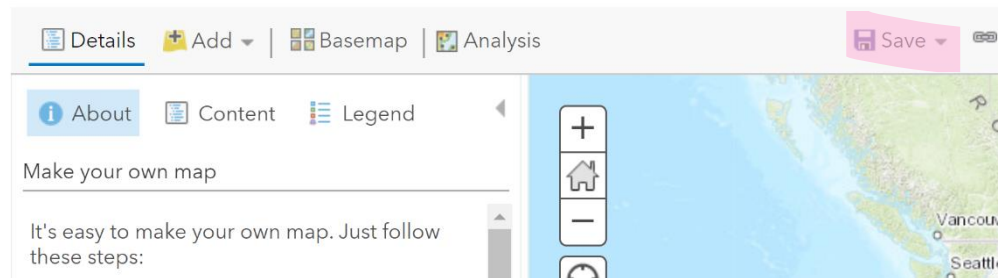 Details Add Basemap Analysis Save
About Content Legend
Make your own map
It's easy to make your own map. Just follow
these steps:
Vancouv
Seattle